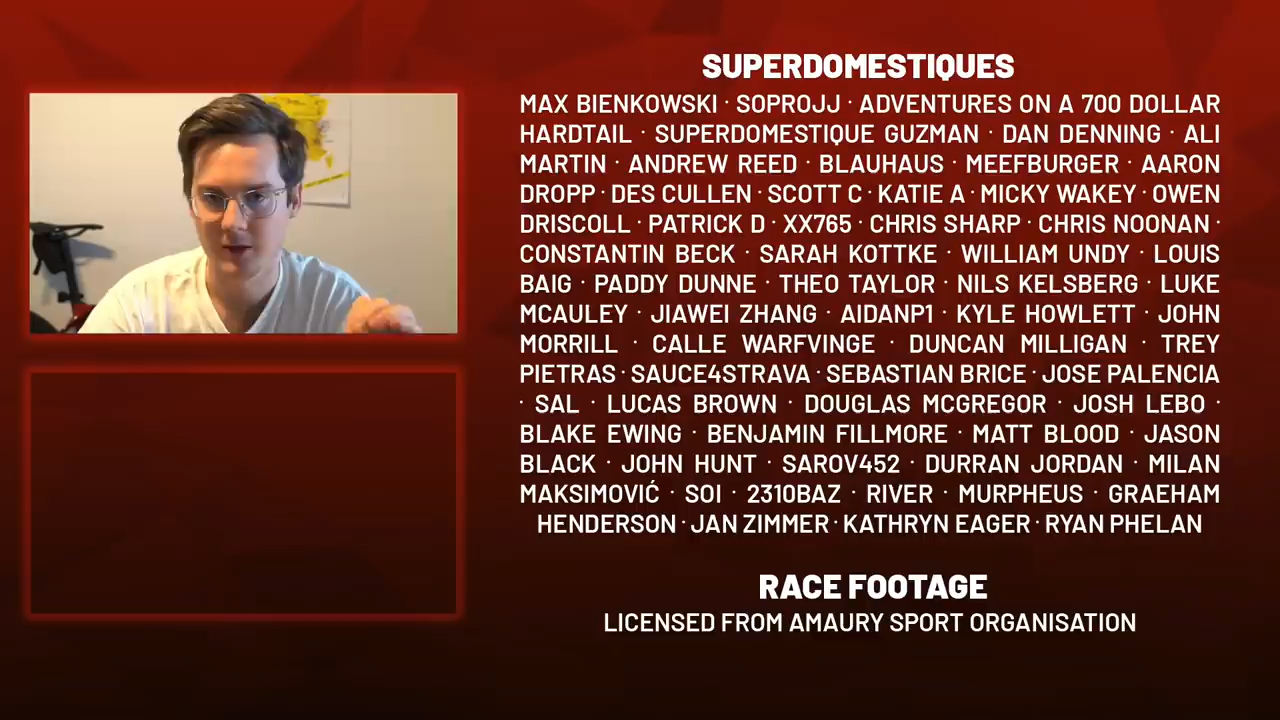 SUPERDOMESTIQUES
MAX BIENKOWSKI · SOPROJJ · ADVENTURES ON A 700 DOLLAR
HARDTAIL · SUPERDOMESTIQUE GUZMAN · DAN DENNING · ALI
MARTIN · ANDREW REED · BLAUHAUS · MEEFBURGER · AARON
DROPP · DES CULLEN · SCOTT C · KATIE A · MICKY WAKEY · OWEN
DRISCOLL · PATRICK D · XX765 · CHRIS SHARP · CHRIS NOONAN ·
CONSTANTIN BECK · SARAH KOTTKE · WILLIAM UNDY · LOUIS
BAIG · PADDY DUNNE · THEO TAYLOR · NILS KELSBERG · LUKE
MCAULEY · JIAWEI ZHANG · AIDANP1 · KYLE HOWLETT · JOHN
MORRILL · CALLE WARFVINGE · DUNCAN MILLIGAN · TREY
PIETRAS · SAUCE4STRAVA · SEBASTIAN BRICE · JOSE PALENCIA
· SAL · LUCAS BROWN · DOUGLAS MCGREGOR · JOSH LEBO ·
BLAKE EWING · BENJAMIN FILLMORE · MATT BLOOD · JASON
BLACK · JOHN HUNT · SAROV452 · DURRAN JORDAN · MILAN
MAKSIMOVIĆ · SOI · 2310BAZ · RIVER · MURPHEUS · GRAEHAM
HENDERSON · JAN ZIMMER · KATHRYN EAGER · RYAN PHELAN
RACE FOOTAGE
LICENSED FROM AMAURY SPORT ORGANISATION